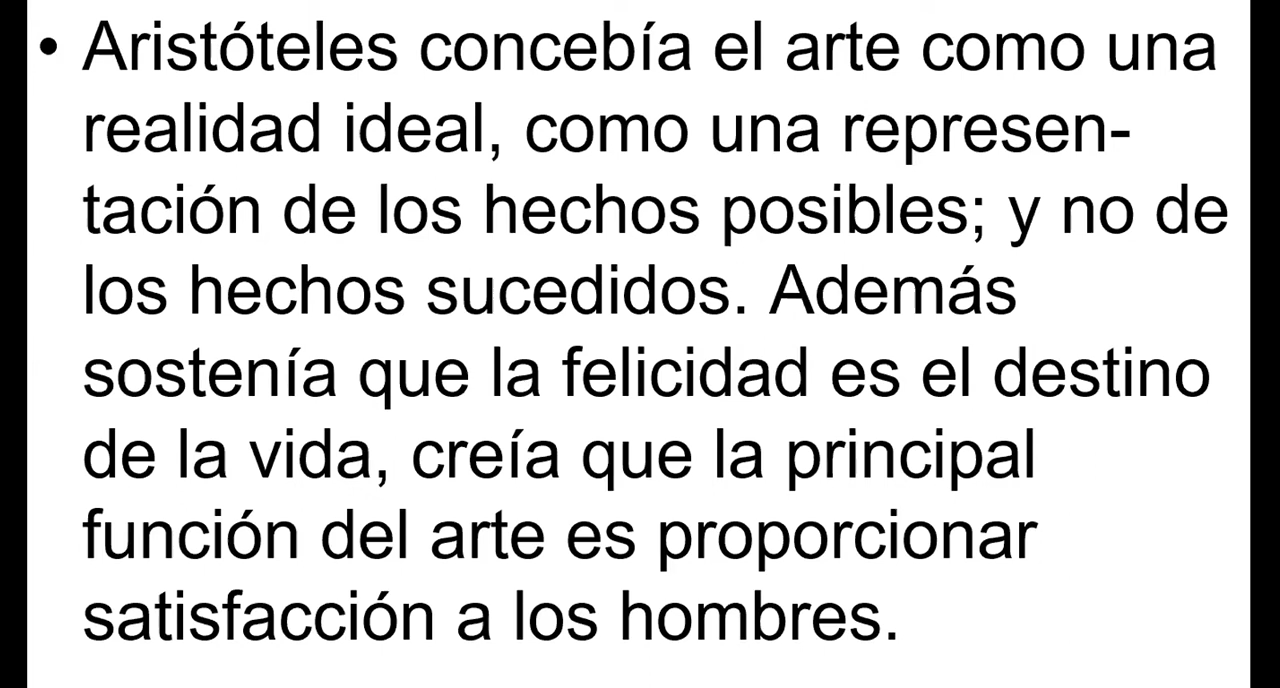 • Aristóteles concebía el arte como una
realidad ideal, como una represen-
tación de los hechos posibles; y no de
los hechos sucedidos. Además
sostenía que la felicidad es el destino
de la vida, creía que la principal
función del arte es proporcionar
satisfacción a los hombres.